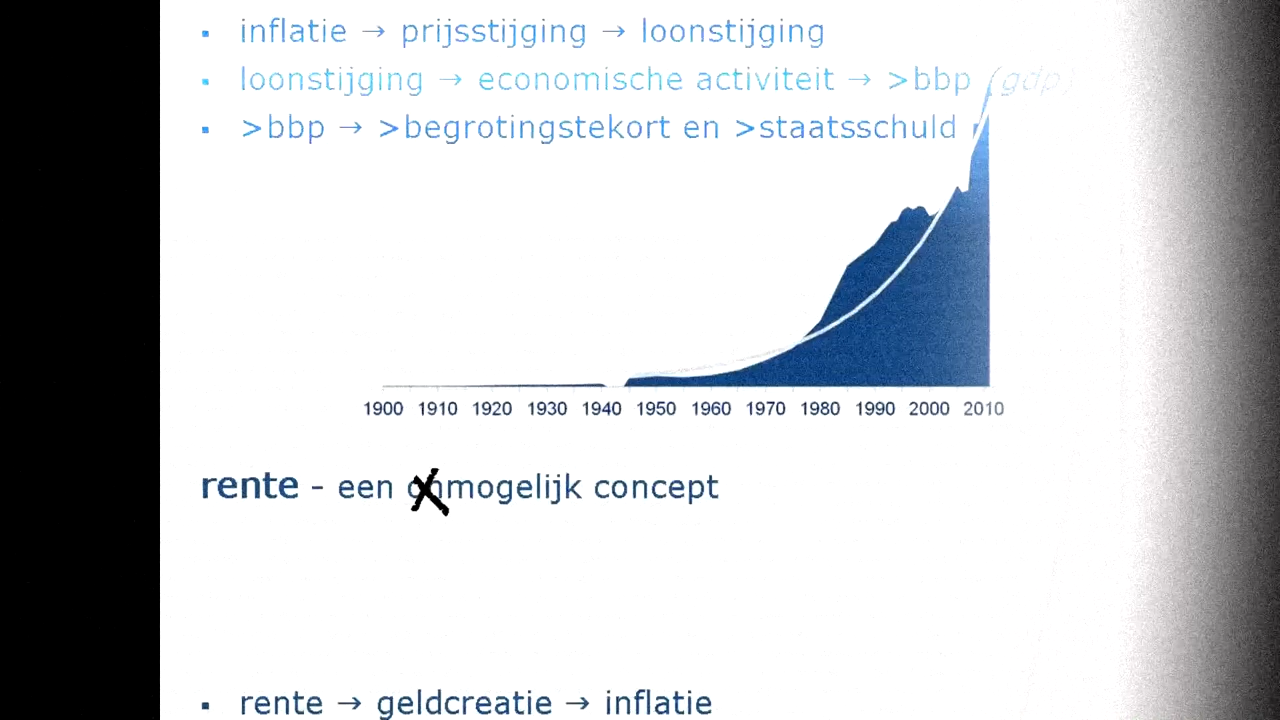 ▪ inflatie → prijsstijging → loonstijging
▪ loonstijging → economische activiteit → >bbp (gdp)
▪ >bbp → >begrotingstekort en >staatsschuld
1900 1910 1920 1930 1940 1950 1960 1970 1980 1990 2000 2010
rente - een onmogelijk concept
▪ rente → geldcreatie → inflatie